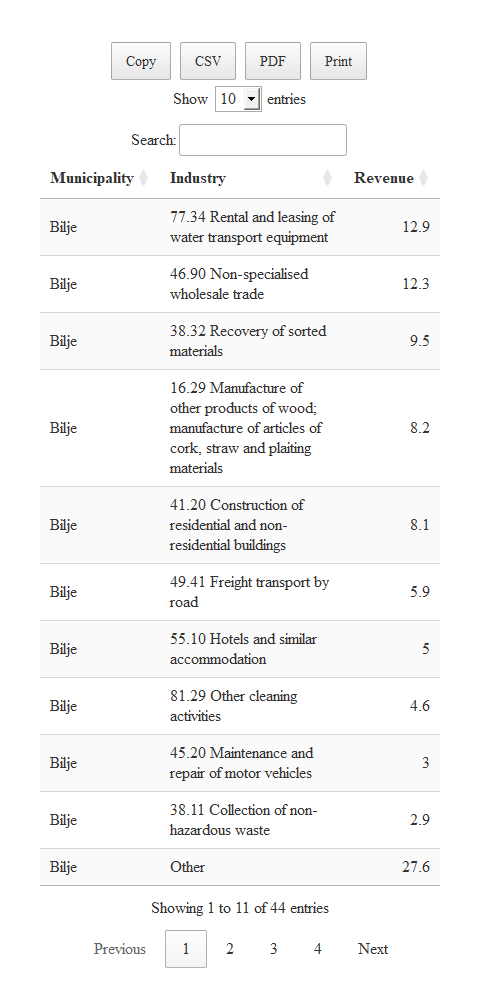 Copy CSV PDF Print
Show 10 entries
Search:
Municipality Industry Revenue
Bilje 77.34 Rental and leasing of water transport equipment 12.9
Bilje 46.90 Non-specialised wholesale trade 12.3
Bilje 38.32 Recovery of sorted materials 9.5
Bilje 16.29 Manufacture of other products of wood; manufacture of articles of cork, straw and plaiting materials 8.2
Bilje 41.20 Construction of residential and non-residential buildings 8.1
Bilje 49.41 Freight transport by road 5.9
Bilje 55.10 Hotels and similar accommodation 5
Bilje 81.29 Other cleaning activities 4.6
Bilje 45.20 Maintenance and repair of motor vehicles 3
Bilje 38.11 Collection of non-hazardous waste 2.9
Bilje Other 27.6
Showing 1 to 11 of 44 entries
Previous 1 2 3 4 Next